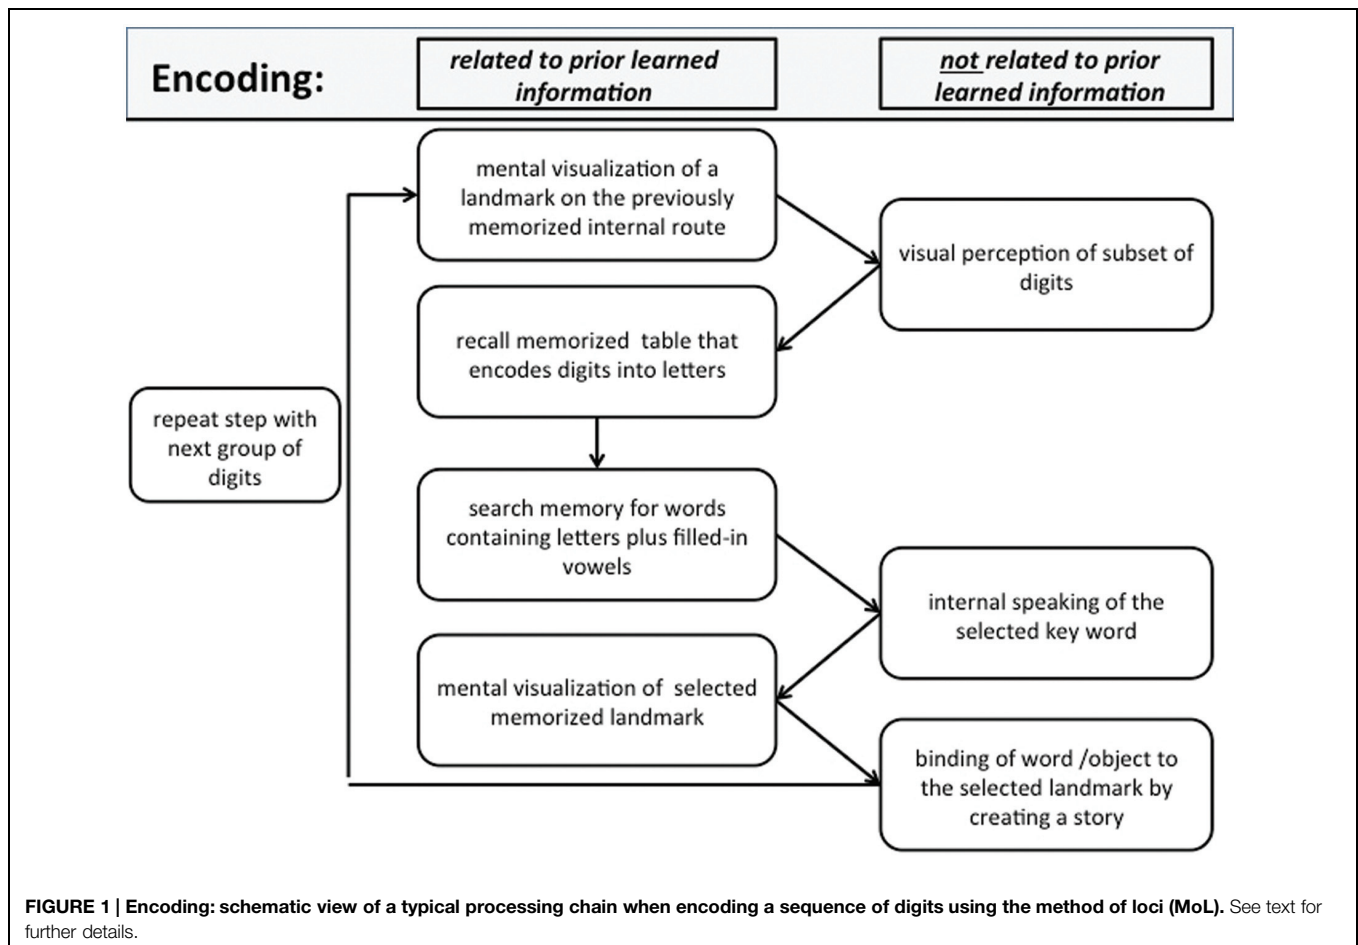 Encoding:
related to prior learned
information
not related to prior
learned information
mental visualization of a
landmark on the previously
memorized internal route
visual perception of subset of
digits
recall memorized table that
encodes digits into letters
repeat step with
next group of
digits
search memory for words
containing letters plus filled-in
vowels
internal speaking of the
selected key word
mental visualization of selected
memorized landmark
binding of word /object to
the selected landmark by
creating a story
FIGURE 1 | Encoding: schematic view of a typical processing chain when encoding a sequence of digits using the method of loci (MoL). See text for
further details.